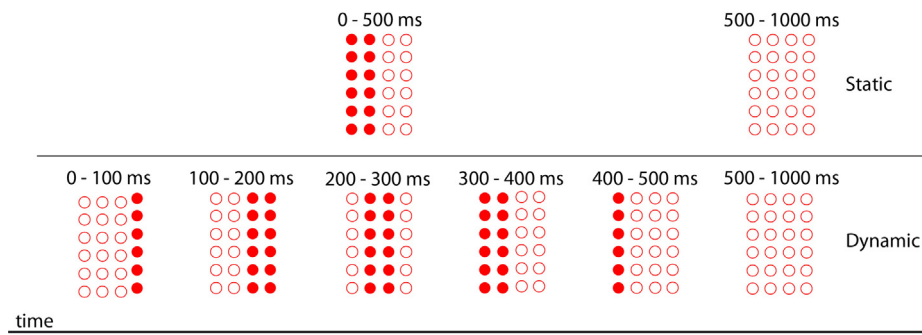 0 - 500 ms
500 - 1000 ms
Static
0 - 100 ms
100 - 200 ms
200 - 300 ms
300 - 400 ms
400 - 500 ms
500 - 1000 ms
Dynamic
time